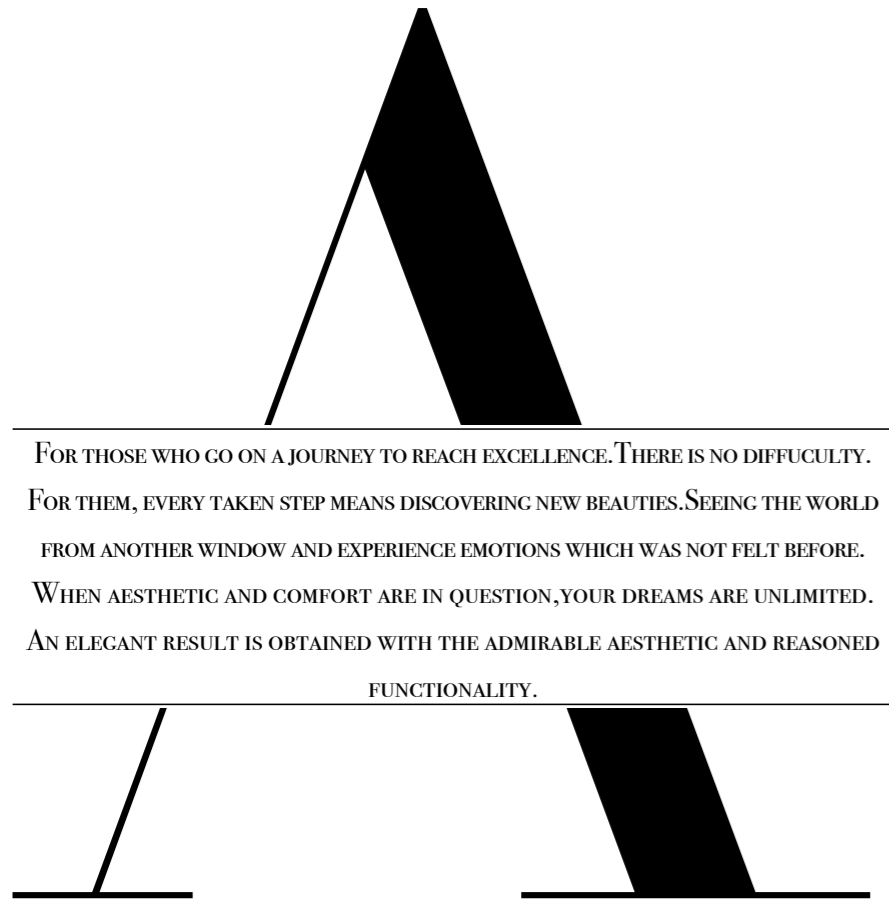 A
For those who go on a journey to reach excellence.There is no diffuculty.
For them, every taken step means discovering new beauties.Seeing the world
from another window and experience emotions which was not felt before.
When aesthetic and comfort are in question,your dreams are unlimited.
An elegant result is obtained with the admirable aesthetic and reasoned
functionality.